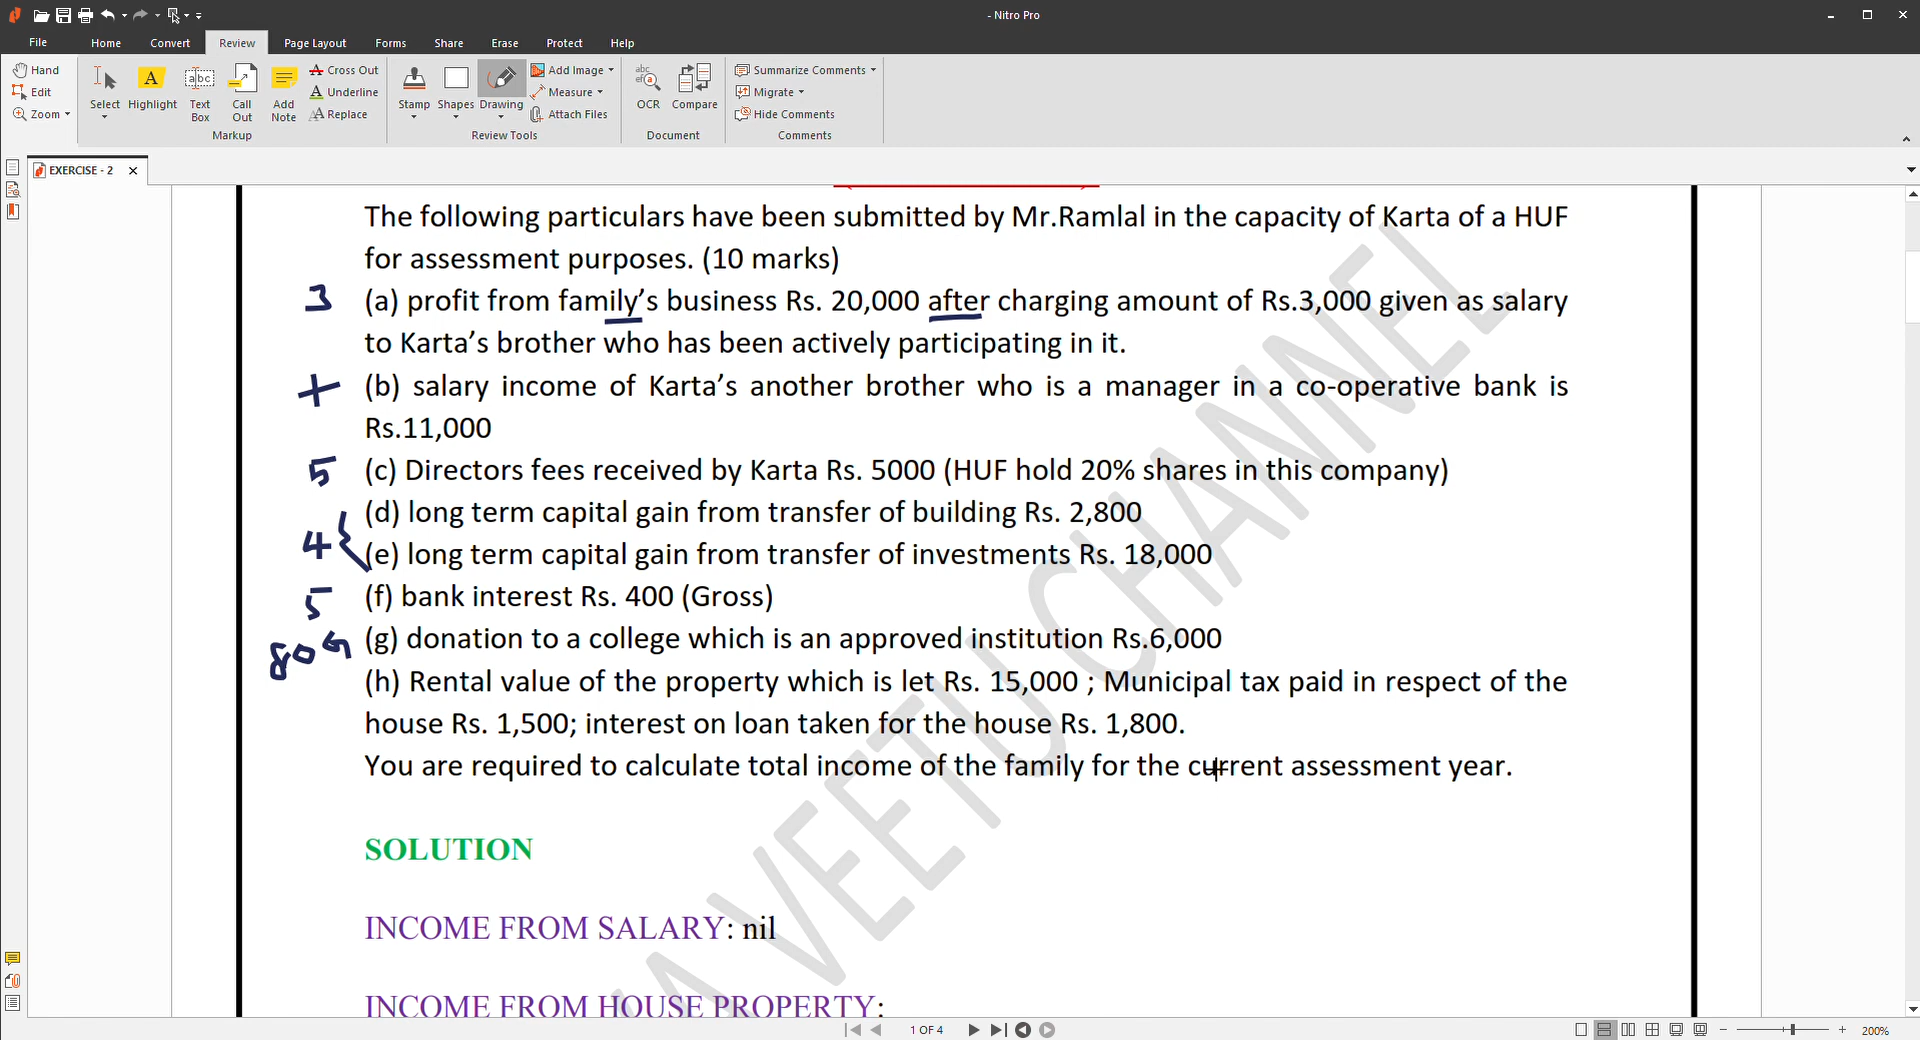 - Nitro Pro
File Home Convert Review Page Layout Forms Share Erase Protect Help
Hand
Edit
Zoom
Select
Highlight
Text Box
Call Out
Add Note
Cross Out
Underline
Replace
Markup
Stamp
Shapes
Drawing
Add Image
Measure
Attach Files
Review Tools
OCR
Compare
Document
Summarize Comments
Migrate
Hide Comments
Comments
EXERCISE - 2
The following particulars have been submitted by Mr.Ramlal in the capacity of Karta of a HUF
for assessment purposes. (10 marks)
3 (a) profit from family's business Rs. 20,000 after charging amount of Rs.3,000 given as salary
to Karta's brother who has been actively participating in it.
+ (b) salary income of Karta's another brother who is a manager in a co-operative bank is
Rs.11,000
5 (c) Directors fees received by Karta Rs. 5000 (HUF hold 20% shares in this company)
(d) long term capital gain from transfer of building Rs. 2,800
4 { (e) long term capital gain from transfer of investments Rs. 18,000
5 (f) bank interest Rs. 400 (Gross)
80G (g) donation to a college which is an approved institution Rs.6,000
(h) Rental value of the property which is let Rs. 15,000 ; Municipal tax paid in respect of the
house Rs. 1,500; interest on loan taken for the house Rs. 1,800.
You are required to calculate total income of the family for the current assessment year.
SOLUTION
INCOME FROM SALARY: nil
INCOME FROM HOUSE PROPERTY:
A VEETU CHANNEL
1 OF 4
200%